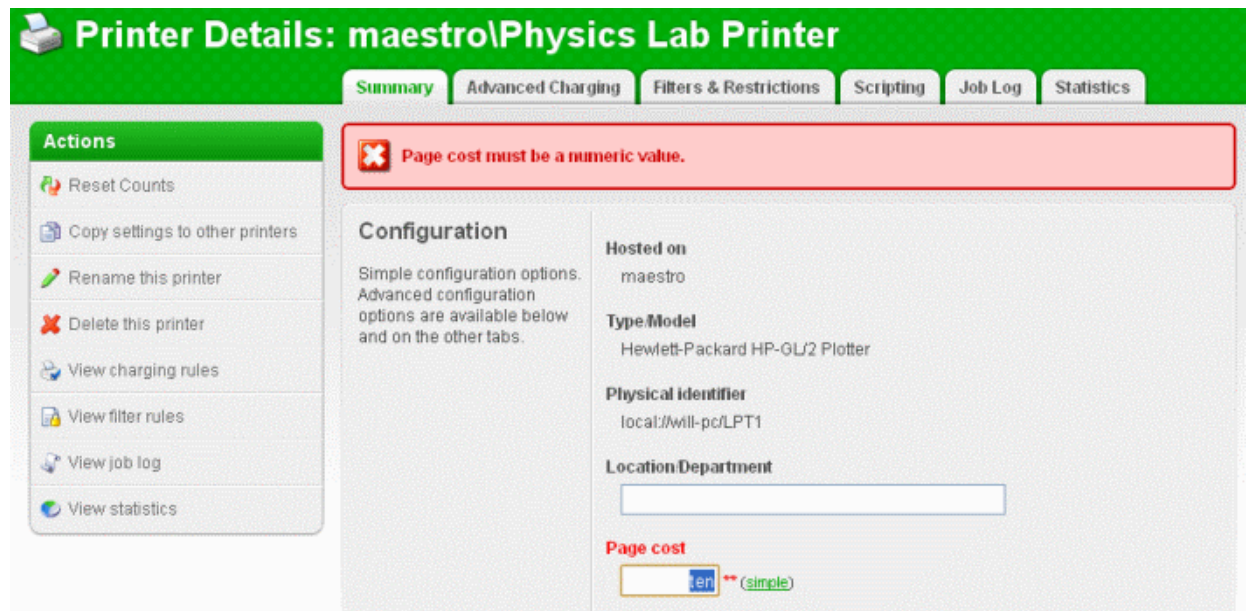 Printer Details: maestro\Physics Lab Printer
Summary
Advanced Charging
Filters & Restrictions
Scripting
Job Log
Statistics
Actions
Reset Counts
Copy settings to other printers
Rename this printer
Delete this printer
View charging rules
View filter rules
View job log
View statistics
Page cost must be a numeric value.
Configuration
Simple configuration options.
Advanced configuration
options are available below
and on the other tabs.
Hosted on
maestro
Type/Model
Hewlett-Packard HP-GL/2 Plotter
Physical identifier
local://will-pc/LPT1
Location/Department
Page cost
ten ** (simple)